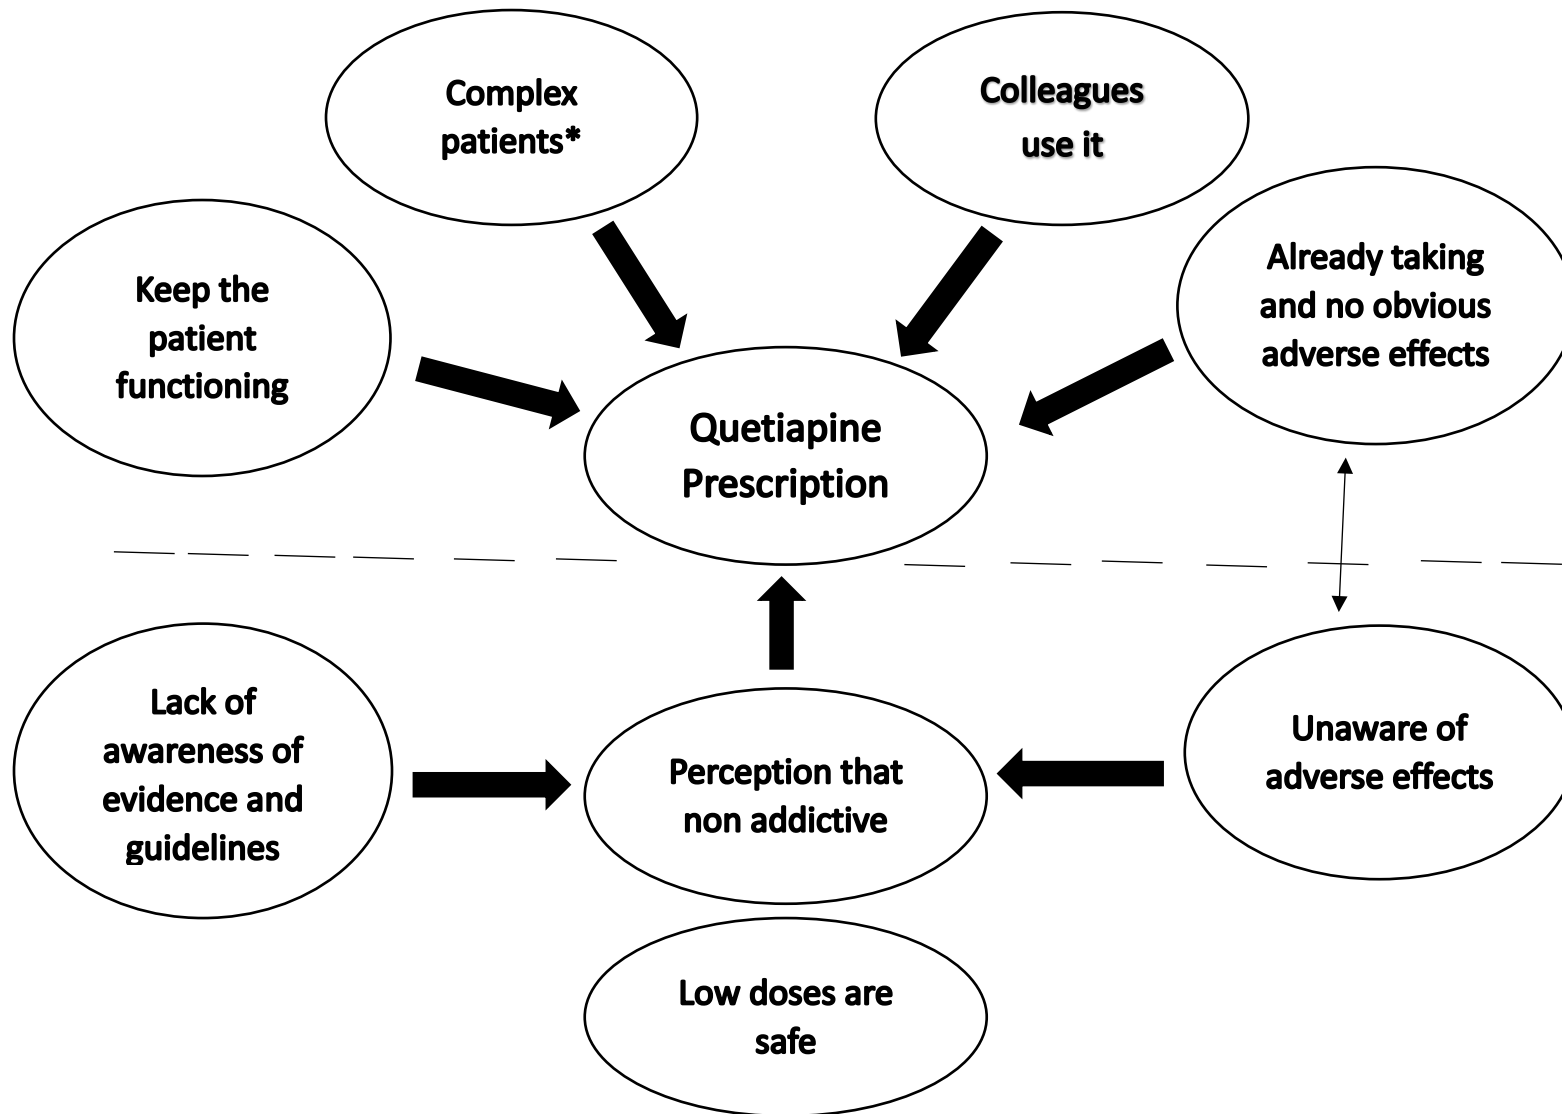 Complex
patients*
Colleagues
use it
Keep the
patient
functioning
Already taking
and no obvious
adverse effects
Quetiapine
Prescription
Lack of
awareness of
evidence and
guidelines
Perception that
non addictive
Unaware of
adverse effects
Low doses are
safe